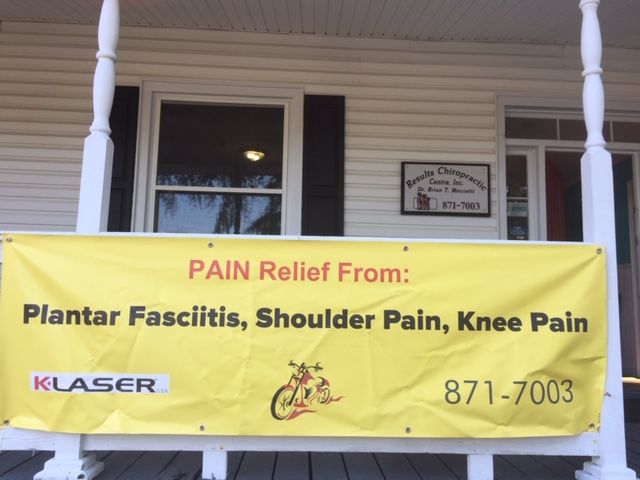 Results Chiropractic
Centre, Inc.
Dr. Brian T. Mennetti
871-7003
PAIN Relief From:
Plantar Fasciitis, Shoulder Pain, Knee Pain
K-LASER USA
871-7003